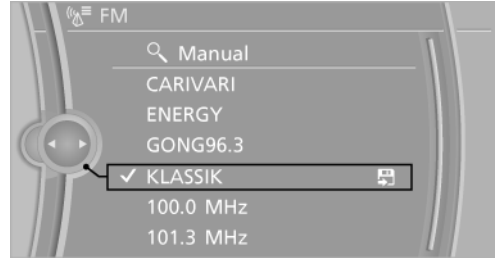 FM
Manual
CARIVARI
ENERGY
GONG96.3
KLASSIK
100.0 MHz
101.3 MHz